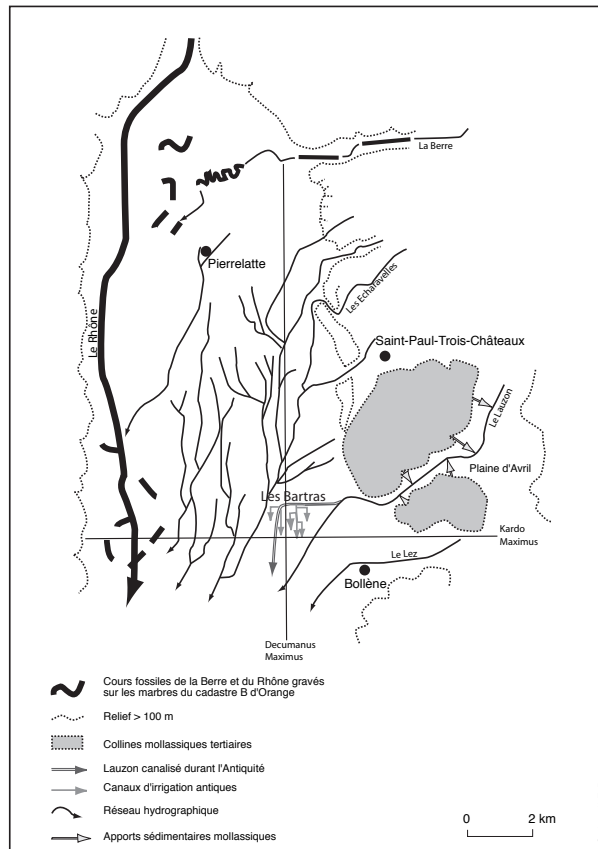 La Berre
Pierrelatte
Les Echaravelles
Le Rhône
Saint-Paul-Trois-Châteaux
Le Lauzon
Plaine d'Avril
Les Bartras
Kardo
Maximus
Le Lez
Bollène
Decumanus
Maximus
Cours fossiles de la Berre et du Rhône gravés
sur les marbres du cadastre B d'Orange
Relief > 100 m
Collines mollassiques tertiaires
Lauzon canalisé durant l'Antiquité
Canaux d'irrigation antiques
Réseau hydrographique
Apports sédimentaires mollassiques
0 2 km